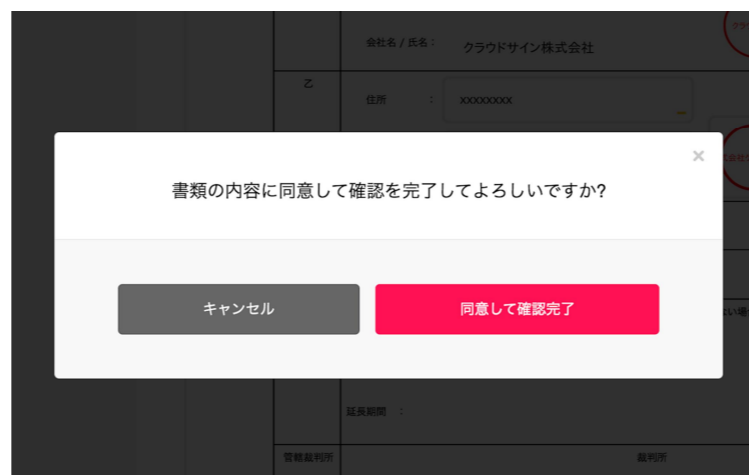 会社名 / 氏名 :
クラウドサイン株式会社
乙
住所 :
xxxxxxxx
×
書類の内容に同意して確認を完了してよろしいですか?
キャンセル
同意して確認完了
延長期間 :
管轄裁判所
裁判所